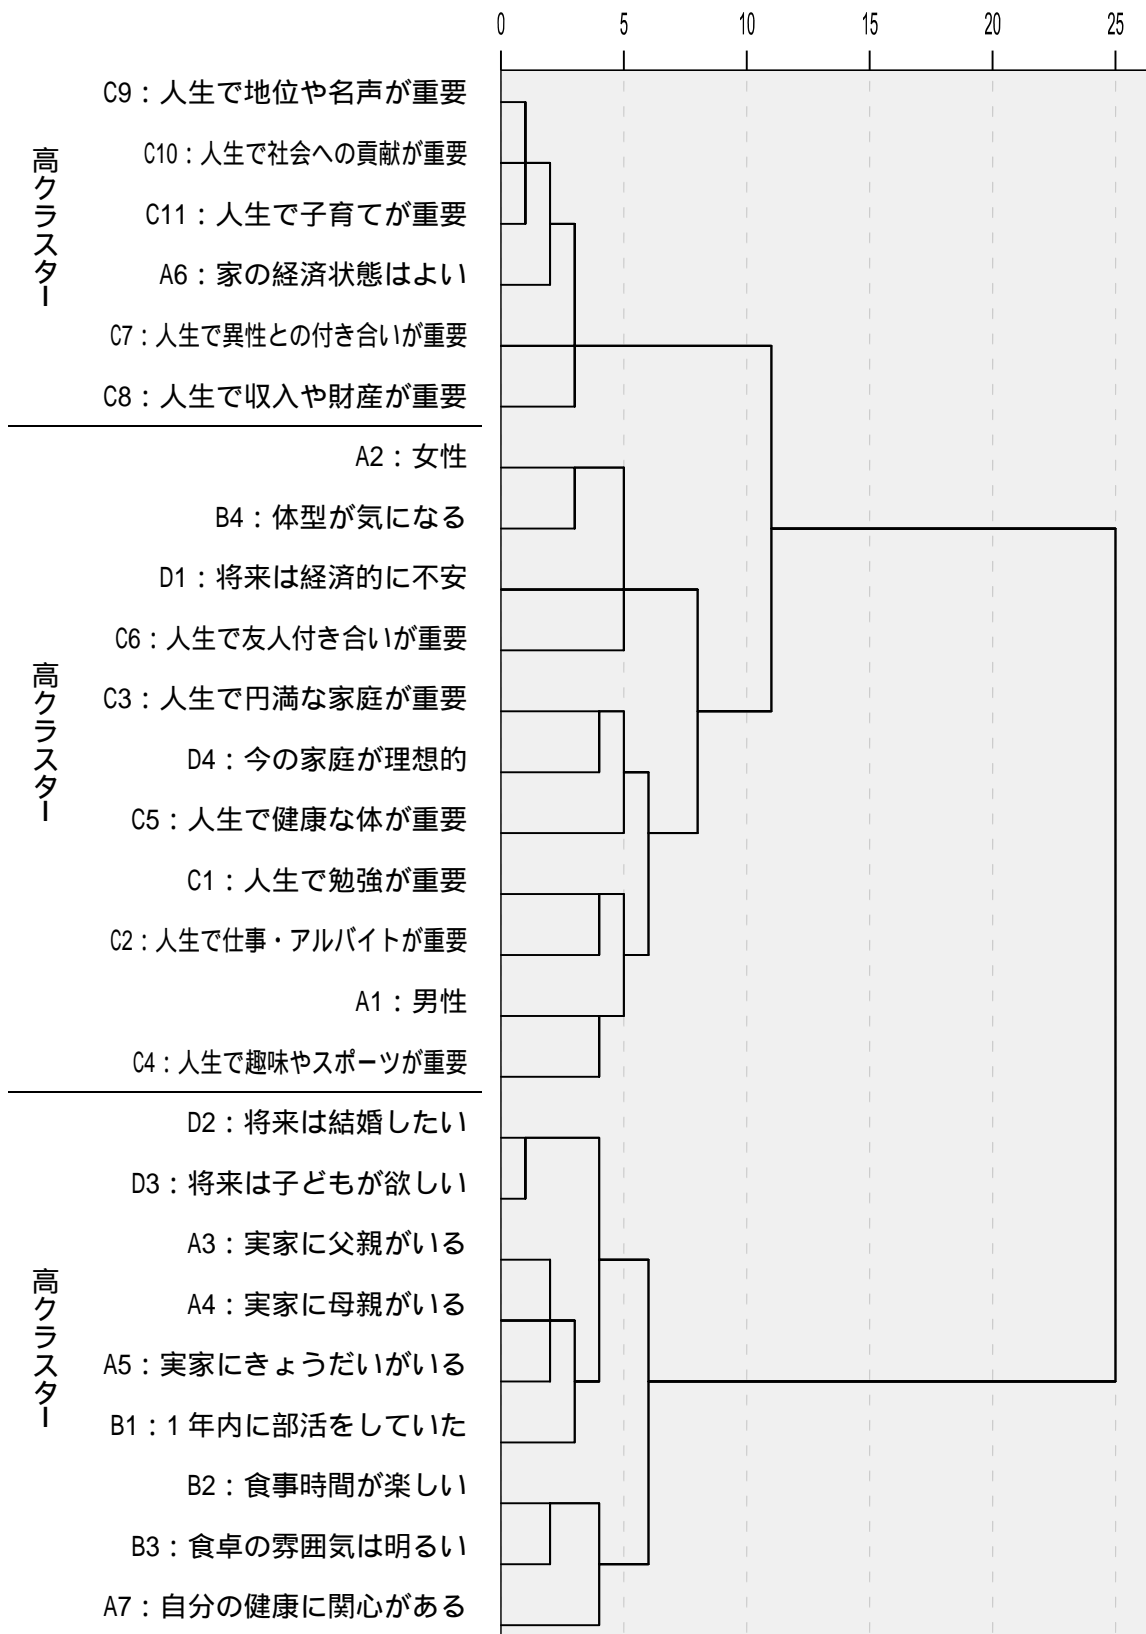 0 5 10 15 20 25
高クラスター
C9：人生で地位や名声が重要
C10：人生で社会への貢献が重要
C11：人生で子育てが重要
A6：家の経済状態はよい
C7：人生で異性との付き合いが重要
C8：人生で収入や財産が重要
高クラスター
A2：女性
B4：体型が気になる
D1：将来は経済的に不安
C6：人生で友人付き合いが重要
C3：人生で円満な家庭が重要
D4：今の家庭が理想的
C5：人生で健康な体が重要
C1：人生で勉強が重要
C2：人生で仕事・アルバイトが重要
A1：男性
C4：人生で趣味やスポーツが重要
高クラスター
D2：将来は結婚したい
D3：将来は子どもが欲しい
A3：実家に父親がいる
A4：実家に母親がいる
A5：実家にきょうだいがいる
B1：1年内に部活をしていた
B2：食事時間が楽しい
B3：食卓の雰囲気は明るい
A7：自分の健康に関心がある